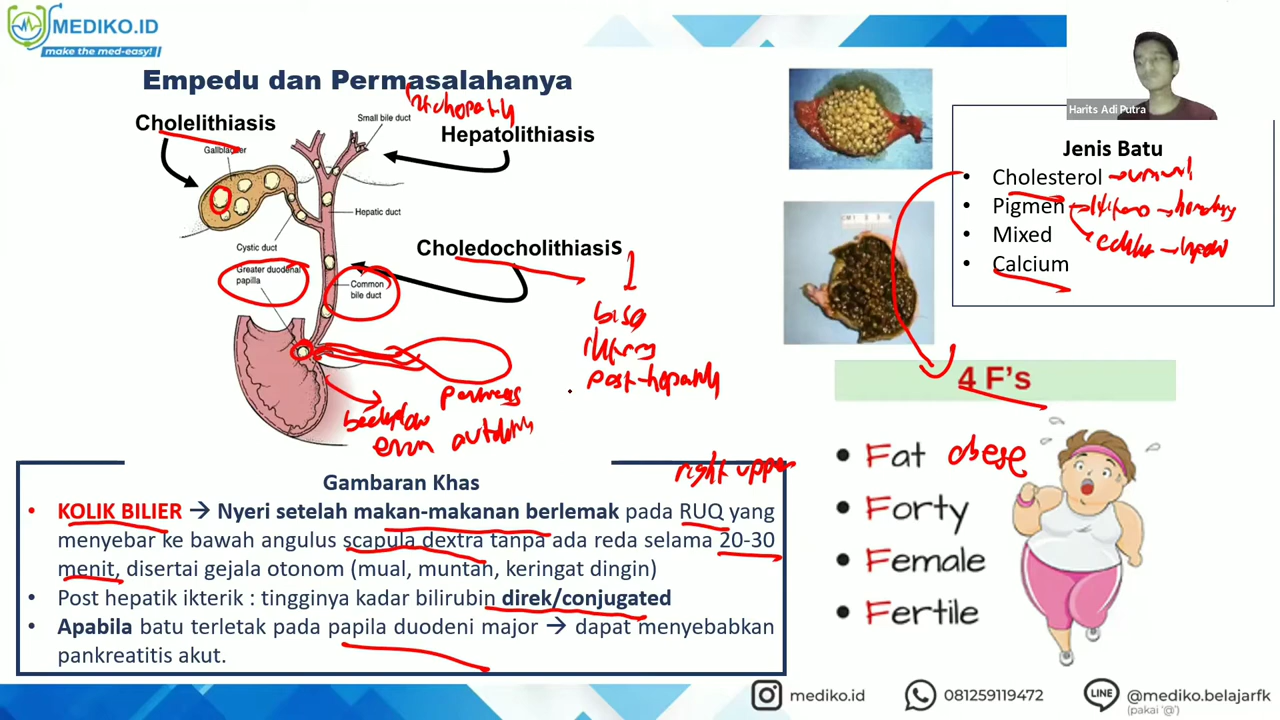 MEDIKO.ID
make the med-easy!
Empedu dan Permasalahanya
Cholelithiasis
Gallbladder
Small bile duct
Hepatolithiasis
Hepatic duct
Cystic duct
Greater duodenal
papilla
Choledocholithiasis
Common
bile duct
bisa
post-hepatik
pankreas
Harits Adi Putra
Jenis Batu
• Cholesterol
• Pigmen
• Mixed
• Calcium
4 F's
• Fat obese
• Forty
• Female
• Fertile
right upper
Gambaran Khas
• KOLIK BILIER → Nyeri setelah makan-makanan berlemak pada RUQ yang
menyebar ke bawah angulus scapula dextra tanpa ada reda selama 20-30
menit, disertai gejala otonom (mual, muntah, keringat dingin)
• Post hepatik ikterik : tingginya kadar bilirubin direk/conjugated
• Apabila batu terletak pada papila duodeni major → dapat menyebabkan
pankreatitis akut.
mediko.id
081259119472
LINE
@mediko.belajarfk
(pakai '@')